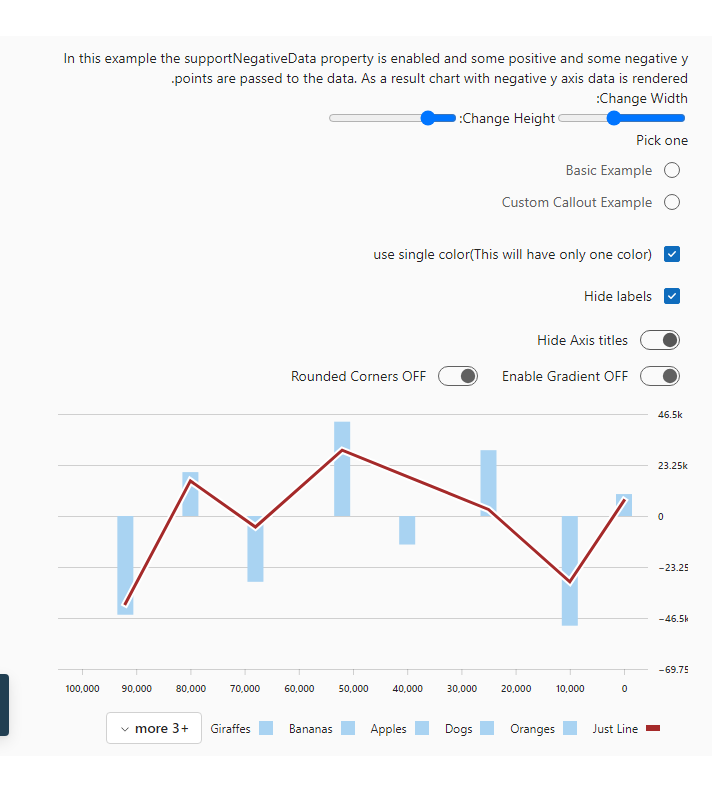 In this example the supportNegativeData property is enabled and some positive and some negative y
.points are passed to the data. As a result chart with negative y axis data is rendered
:Change Width
:Change Height
Pick one
Basic Example
Custom Callout Example
use single color(This will have only one color)
Hide labels
Hide Axis titles
Rounded Corners OFF Enable Gradient OFF
46.5k
23.25k
0
−23.25
−46.5k
−69.75
100,000 90,000 80,000 70,000 60,000 50,000 40,000 30,000 20,000 10,000 0
more 3+ Giraffes Bananas Apples Dogs Oranges Just Line